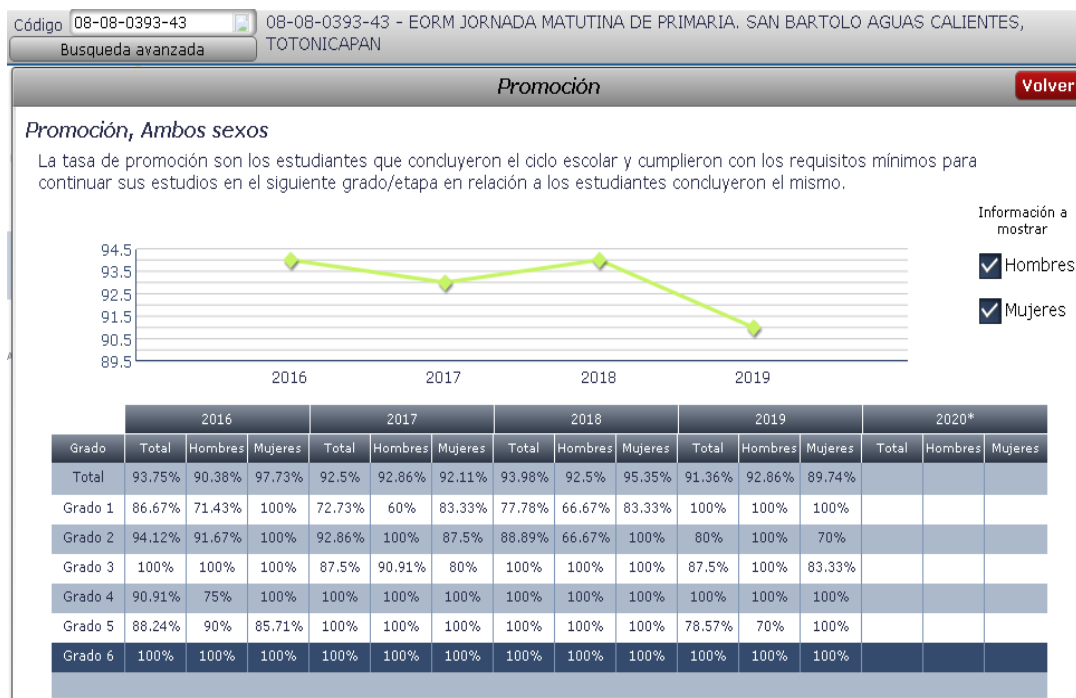 Código 08-08-0393-43
08-08-0393-43 - EORM JORNADA MATUTINA DE PRIMARIA. SAN BARTOLO AGUAS CALIENTES,
TOTONICAPAN
Busqueda avanzada
Promoción
Volver
Promoción, Ambos sexos
La tasa de promoción son los estudiantes que concluyeron el ciclo escolar y cumplieron con los requisitos mínimos para
continuar sus estudios en el siguiente grado/etapa en relación a los estudiantes concluyeron el mismo.
Información a
mostrar
Hombres
Mujeres
94.5
93.5
92.5
91.5
90.5
89.5
2016 2017 2018 2019
2016 2017 2018 2019 2020*
Grado Total Hombres Mujeres Total Hombres Mujeres Total Hombres Mujeres Total Hombres Mujeres Total Hombres Mujeres
Total 93.75% 90.38% 97.73% 92.5% 92.86% 92.11% 93.98% 92.5% 95.35% 91.36% 92.86% 89.74%
Grado 1 86.67% 71.43% 100% 72.73% 60% 83.33% 77.78% 66.67% 83.33% 100% 100% 100%
Grado 2 94.12% 91.67% 100% 92.86% 100% 87.5% 88.89% 66.67% 100% 80% 100% 70%
Grado 3 100% 100% 100% 87.5% 90.91% 80% 100% 100% 100% 87.5% 100% 83.33%
Grado 4 90.91% 75% 100% 100% 100% 100% 100% 100% 100% 100% 100% 100%
Grado 5 88.24% 90% 85.71% 100% 100% 100% 100% 100% 100% 78.57% 70% 100%
Grado 6 100% 100% 100% 100% 100% 100% 100% 100% 100% 100% 100% 100%